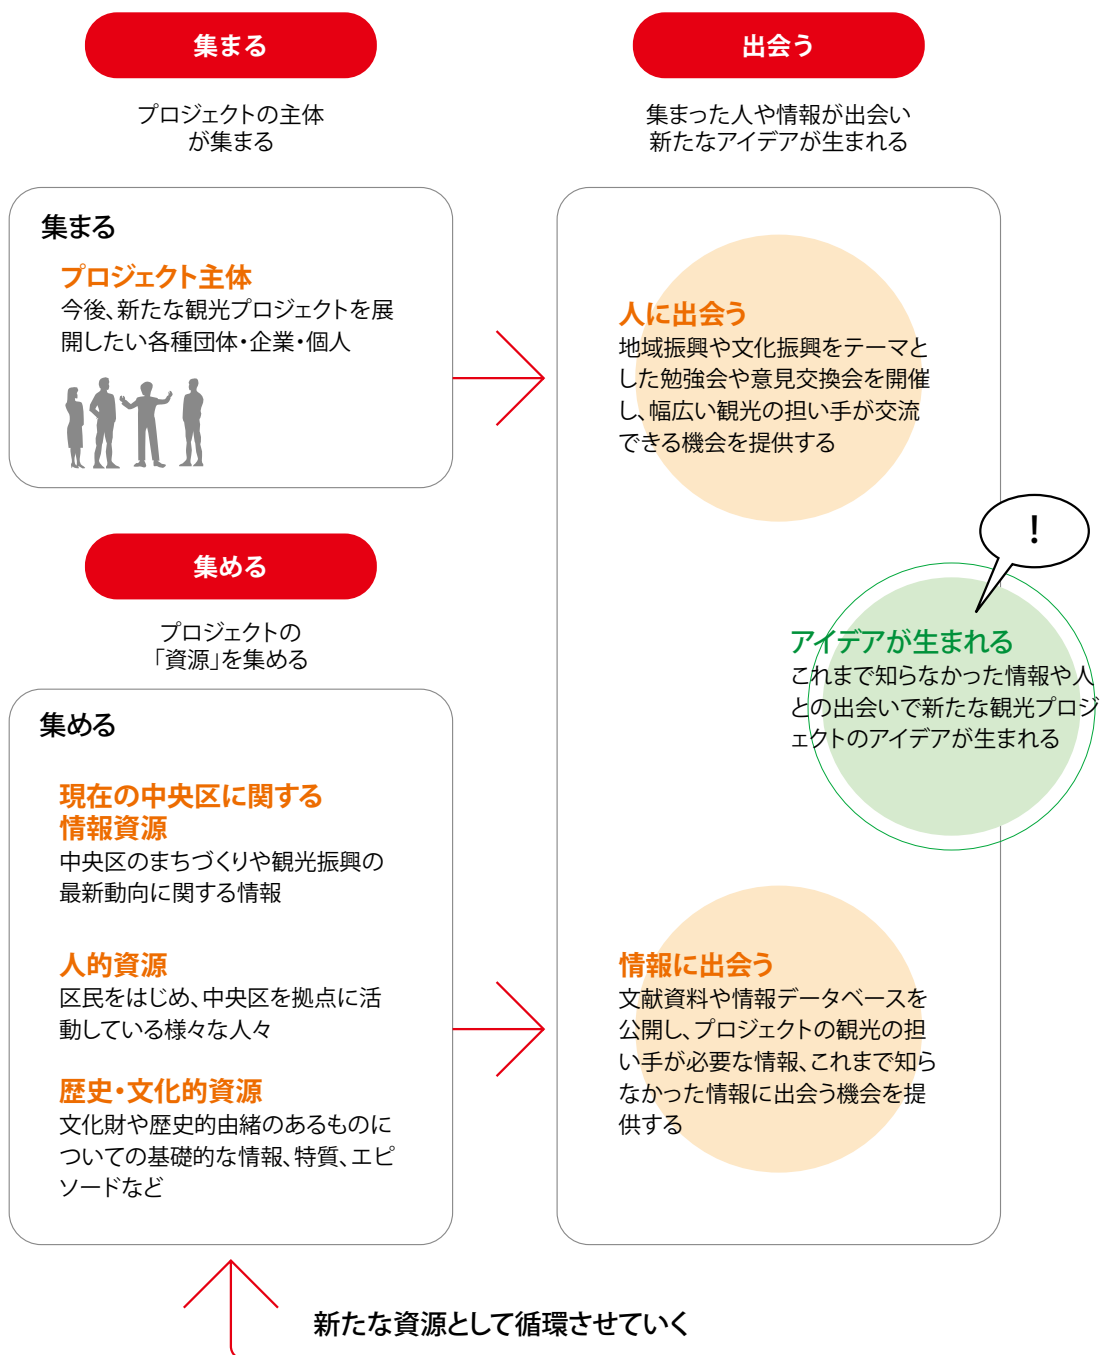 集まる
プロジェクトの主体
が集まる
集まる
プロジェクト主体
今後、新たな観光プロジェクトを展
開したい各種団体・企業・個人
集める
プロジェクトの
「資源」を集める
集める
現在の中央区に関する
情報資源
中央区のまちづくりや観光振興の
最新動向に関する情報
人的資源
区民をはじめ、中央区を拠点に活
動している様々な人々
歴史・文化的資源
文化財や歴史的由緒のあるものに
ついての基礎的な情報、特質、エピ
ソードなど
出会う
集まった人や情報が出会い
新たなアイデアが生まれる
人に出会う
地域振興や文化振興をテーマと
した勉強会や意見交換会を開催
し、幅広い観光の担い手が交流
できる機会を提供する
!
アイデアが生まれる
これまで知らなかった情報や人
との出会いで新たな観光プロジ
ェクトのアイデアが生まれる
情報に出会う
文献資料や情報データベースを
公開し、プロジェクトの観光の担
い手が必要な情報、これまで知ら
なかった情報に出会う機会を提
供する
新たな資源として循環させていく